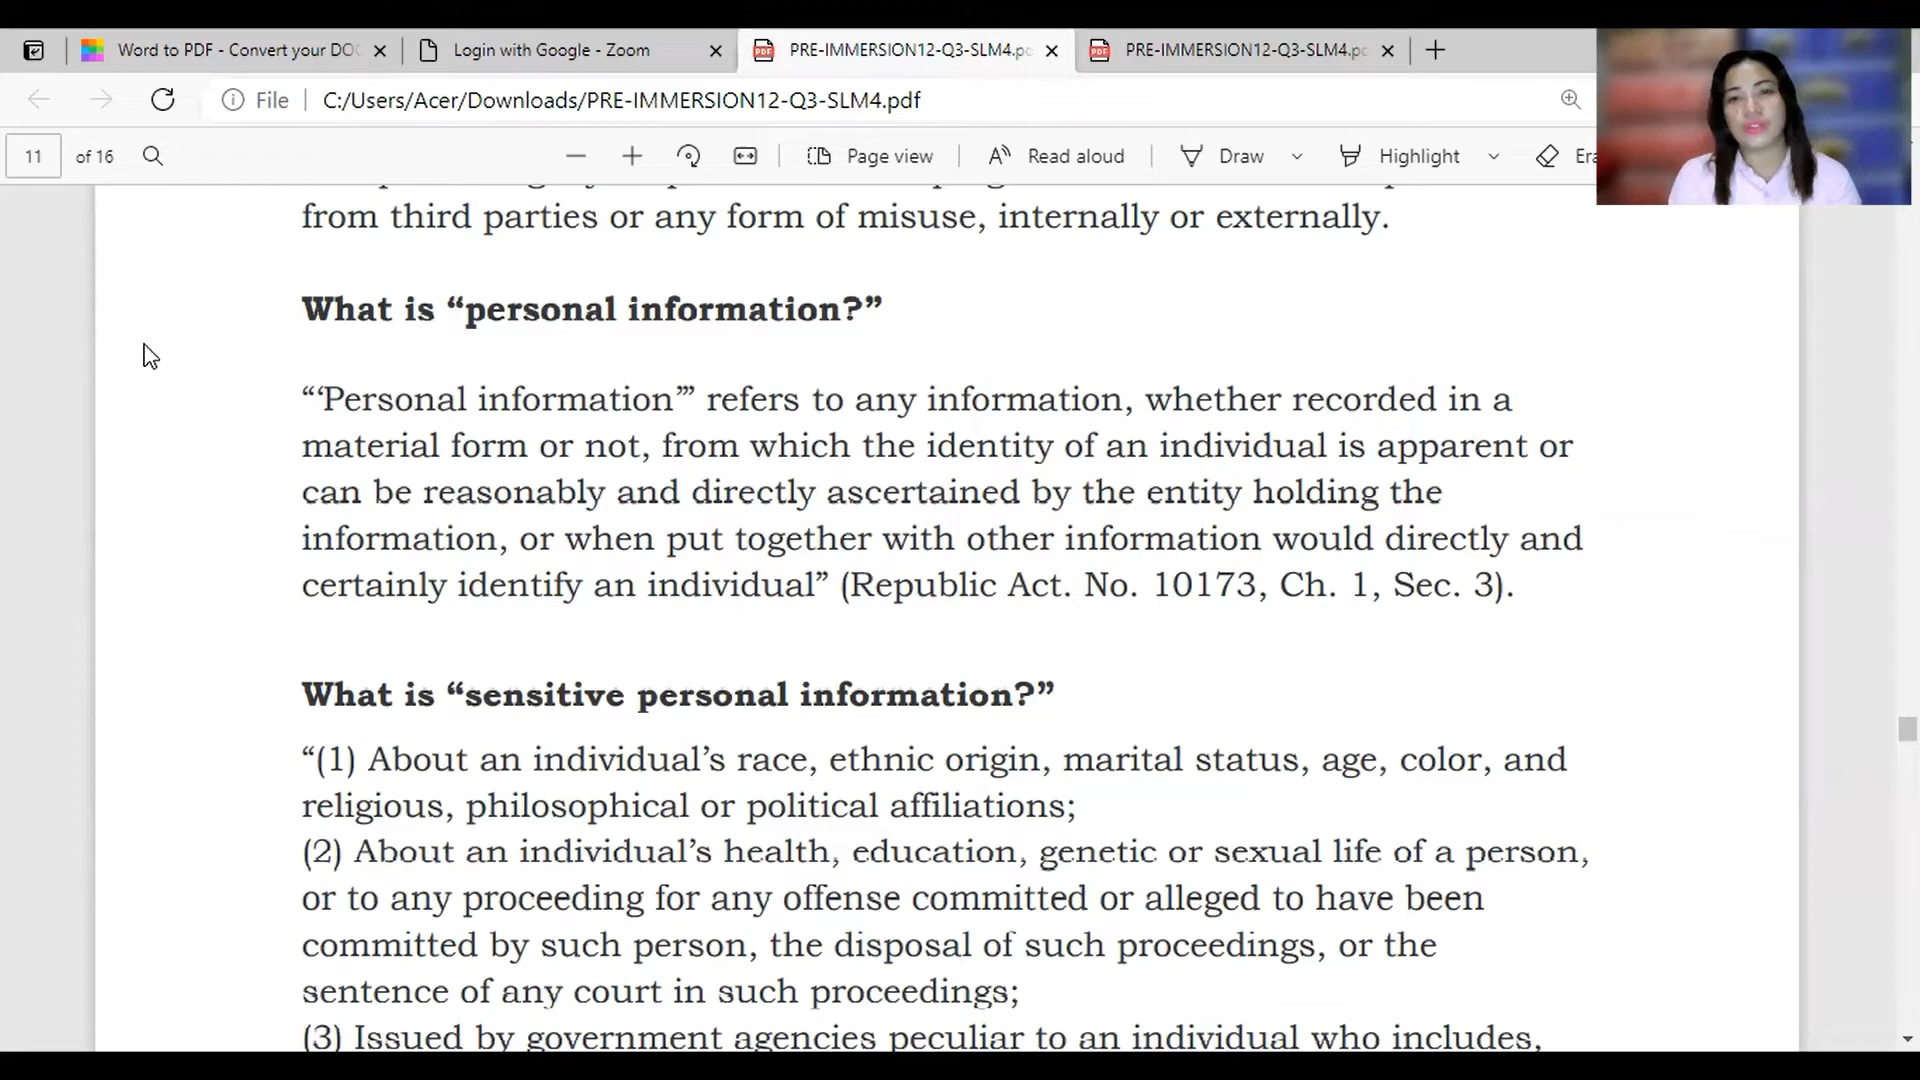 Word to PDF - Convert your DOC
Login with Google - Zoom
PRE-IMMERSION12-Q3-SLM4.pd
PRE-IMMERSION12-Q3-SLM4.pd
File
C:/Users/Acer/Downloads/PRE-IMMERSION12-Q3-SLM4.pdf
11 of 16
Page view
Read aloud
Draw
Highlight
Era
from third parties or any form of misuse, internally or externally.
What is “personal information?”
“‘Personal information’” refers to any information, whether recorded in a
material form or not, from which the identity of an individual is apparent or
can be reasonably and directly ascertained by the entity holding the
information, or when put together with other information would directly and
certainly identify an individual” (Republic Act. No. 10173, Ch. 1, Sec. 3).
What is “sensitive personal information?”
“(1) About an individual’s race, ethnic origin, marital status, age, color, and
religious, philosophical or political affiliations;
(2) About an individual’s health, education, genetic or sexual life of a person,
or to any proceeding for any offense committed or alleged to have been
committed by such person, the disposal of such proceedings, or the
sentence of any court in such proceedings;
(3) Issued by government agencies peculiar to an individual who includes,